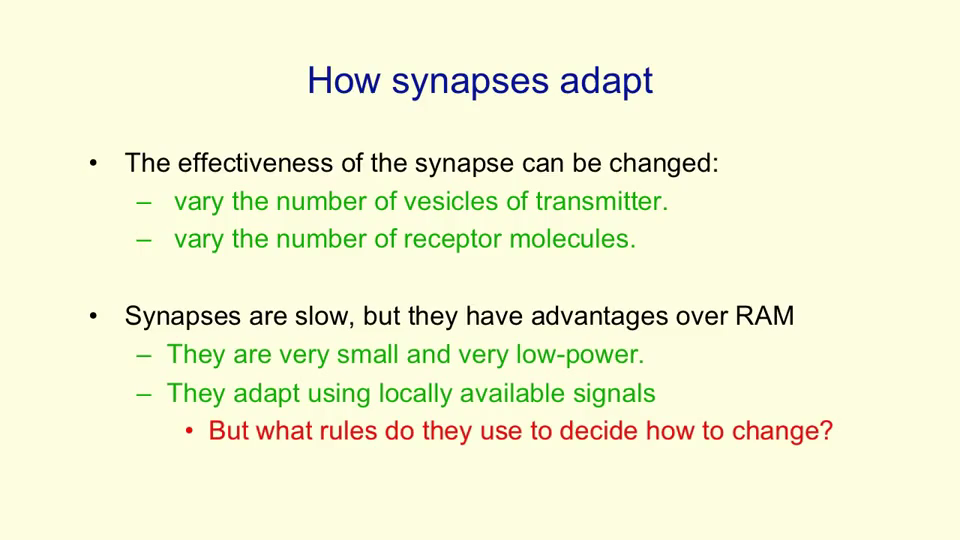 How synapses adapt
• The effectiveness of the synapse can be changed:
– vary the number of vesicles of transmitter.
– vary the number of receptor molecules.
• Synapses are slow, but they have advantages over RAM
– They are very small and very low-power.
– They adapt using locally available signals
• But what rules do they use to decide how to change?